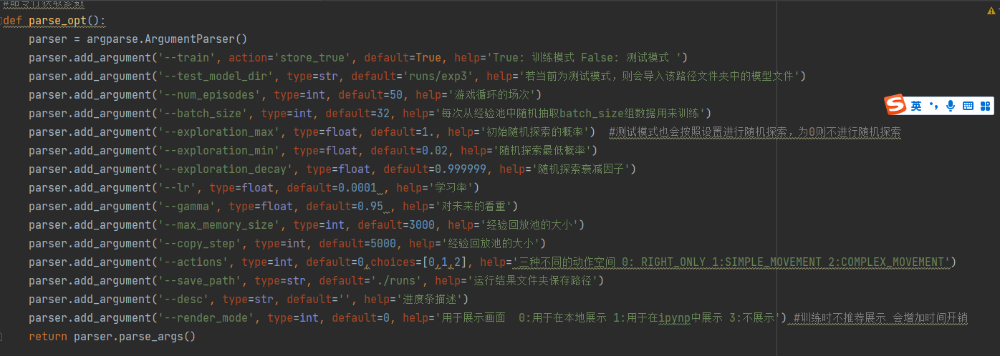 #命令行获取参数
def parse_opt():
    parser = argparse.ArgumentParser()
    parser.add_argument('--train', action='store_true', default=True, help='True: 训练模式 False: 测试模式 ')
    parser.add_argument('--test_model_dir', type=str, default='runs/exp3', help='若当前为测试模式，则会导入该路径文件夹中的模型文件')
    parser.add_argument('--num_episodes', type=int, default=50, help='游戏循环的场次')
    parser.add_argument('--batch_size', type=int, default=32, help='每次从经验池中随机抽取batch_size组数据用来训练')
    parser.add_argument('--exploration_max', type=float, default=1., help='初始随机探索的概率')  #测试模式也会按照设置进行随机探索，为0则不进行随机探索
    parser.add_argument('--exploration_min', type=float, default=0.02, help='随机探索最低概率')
    parser.add_argument('--exploration_decay', type=float, default=0.999999, help='随机探索衰减因子')
    parser.add_argument('--lr', type=float, default=0.0001 , help='学习率')
    parser.add_argument('--gamma', type=float, default=0.95 , help='对未来的看重')
    parser.add_argument('--max_memory_size', type=int, default=3000, help='经验回放池的大小')
    parser.add_argument('--copy_step', type=int, default=5000, help='经验回放池的大小')
    parser.add_argument('--actions', type=int, default=0,choices=[0,1,2], help='三种不同的动作空间 0: RIGHT_ONLY 1:SIMPLE_MOVEMENT 2:COMPLEX_MOVEMENT')
    parser.add_argument('--save_path', type=str, default='./runs', help='运行结果文件夹保存路径')
    parser.add_argument('--desc', type=str, default='', help='进度条描述')
    parser.add_argument('--render_mode', type=int, default=0, help='用于展示画面  0:用于在本地展示 1:用于在ipynp中展示 3:不展示') #训练时不推荐展示 会增加时间开销
    return parser.parse_args()
S 英